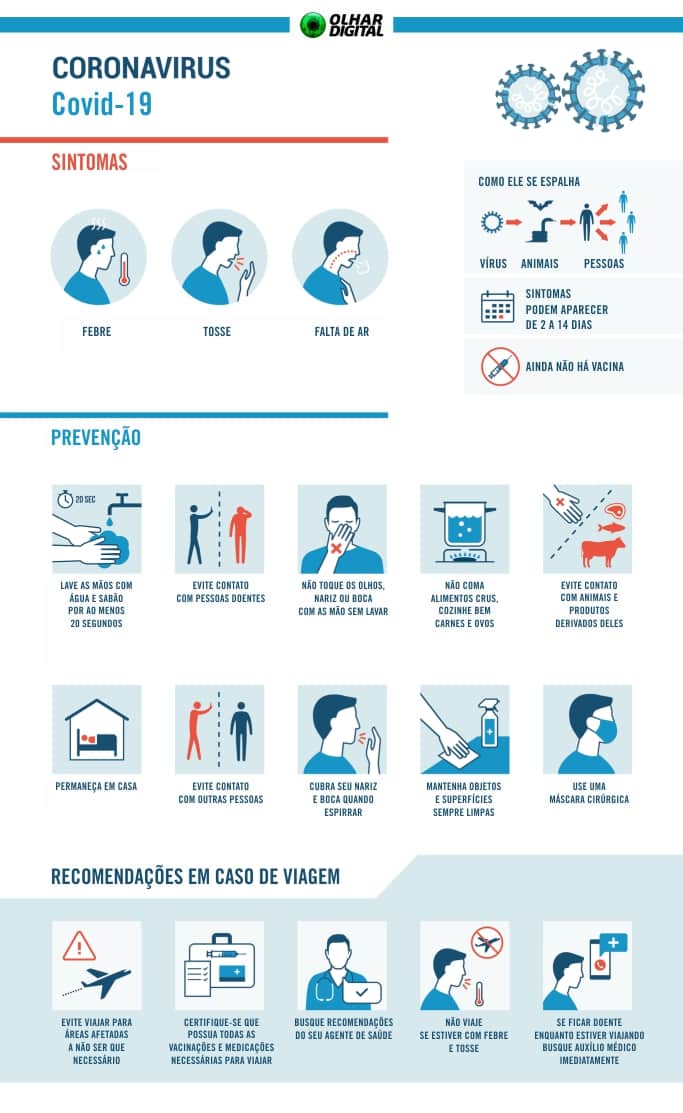 OLHAR
DIGITAL
CORONAVIRUS
Covid-19
SINTOMAS
FEBRE
TOSSE
FALTA DE AR
COMO ELE SE ESPALHA
VÍRUS
ANIMAIS
PESSOAS
SINTOMAS
PODEM APARECER
DE 2 A 14 DIAS
AINDA NÃO HÁ VACINA
PREVENÇÃO
20 SEC
LAVE AS MÃOS COM
ÁGUA E SABÃO
POR AO MENOS
20 SEGUNDOS
EVITE CONTATO
COM PESSOAS DOENTES
NÃO TOQUE OS OLHOS,
NARIZ OU BOCA
COM AS MÃO SEM LAVAR
NÃO COMA
ALIMENTOS CRUS,
COZINHE BEM
CARNES E OVOS
EVITE CONTATO
COM ANIMAIS E
PRODUTOS
DERIVADOS DELES
PERMANEÇA EM CASA
EVITE CONTATO
COM OUTRAS PESSOAS
CUBRA SEU NARIZ
E BOCA QUANDO
ESPIRRAR
MANTENHA OBJETOS
E SUPERFÍCIES
SEMPRE LIMPAS
USE UMA
MÁSCARA CIRÚRGICA
RECOMENDAÇÕES EM CASO DE VIAGEM
EVITE VIAJAR PARA
ÁREAS AFETADAS
A NÃO SER QUE
NECESSÁRIO
CERTIFIQUE-SE QUE
POSSUA TODAS AS
VACINAÇÕES E MEDICAÇÕES
NECESSÁRIAS PARA VIAJAR
BUSQUE RECOMENDAÇÕES
DO SEU AGENTE DE SAÚDE
NÃO VIAJE
SE ESTIVER COM FEBRE
E TOSSE
SE FICAR DOENTE
ENQUANTO ESTIVER VIAJANDO
BUSQUE AUXÍLIO MÉDICO
IMEDIATAMENTE